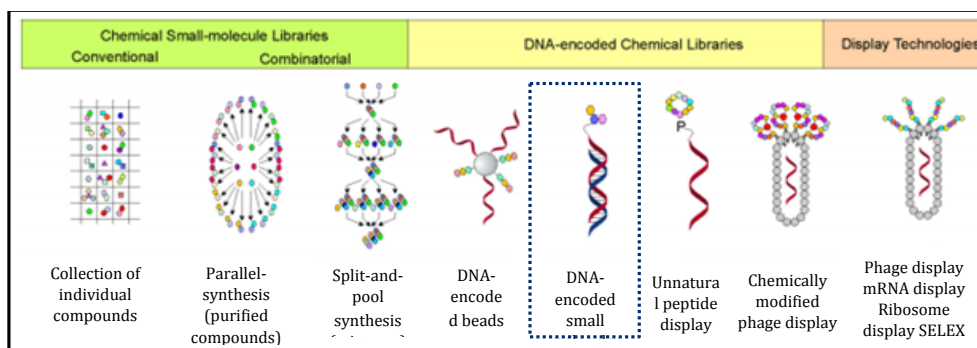 Chemical Small-molecule Libraries
Conventional
Combinatorial
DNA-encoded Chemical Libraries
Display Technologies
P
Collection of
individual
compounds
Parallel-
synthesis
(purified
compounds)
Split-and-
pool
synthesis
DNA-
encode
d beads
DNA-
encoded
small
Unnatura
l peptide
display
Chemically
modified
phage display
Phage display
mRNA display
Ribosome
display SELEX